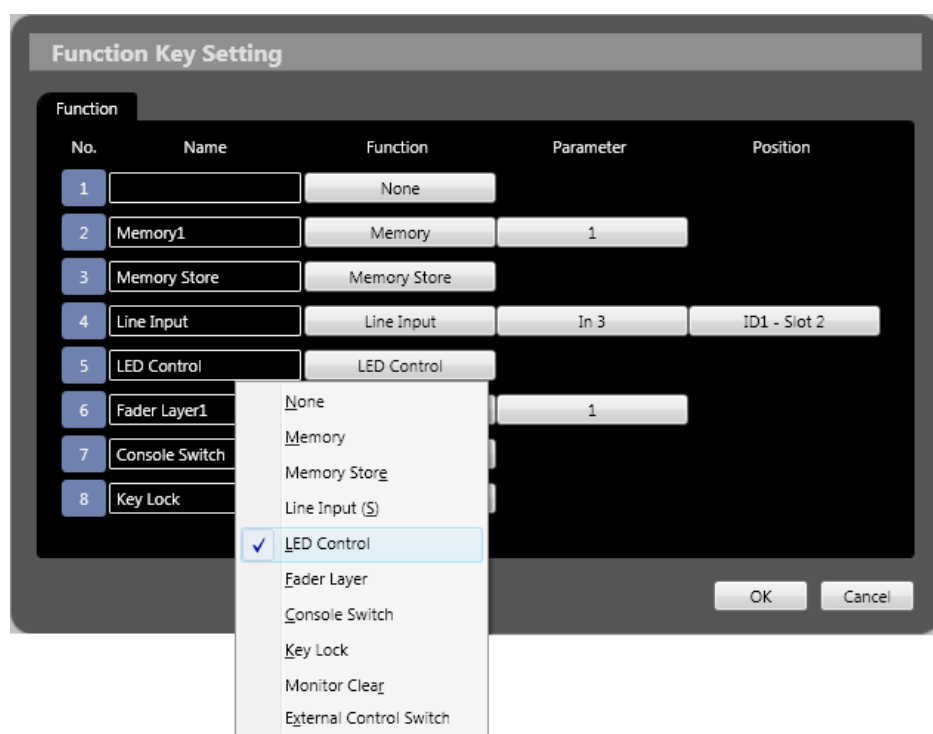 Function Key Setting
Function
No. Name Function Parameter Position
1 None
2 Memory1 Memory 1
3 Memory Store Memory Store
4 Line Input Line Input In 3 ID1 - Slot 2
5 LED Control LED Control
6 Fader Layer1 1
7 Console Switch
8 Key Lock
None
Memory
Memory Store
Line Input (S)
LED Control
Fader Layer
Console Switch
Key Lock
Monitor Clear
External Control Switch
OK Cancel